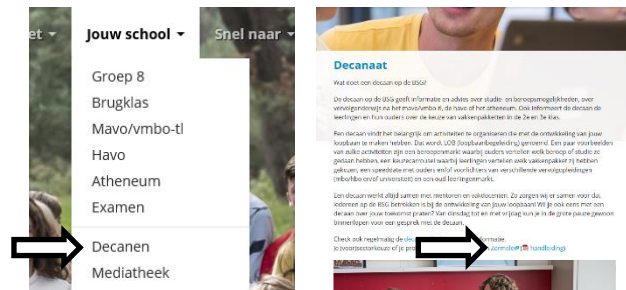 et
Jouw school
Snel naar
Groep 8
Brugklas
Mavo/vmbo-tl
Havo
Atheneum
Examen
Decanen
Mediatheek
Decanaat
Wat doet een decaan op de BSG?
De decaan op de BSG geeft informatie en advies over studie- en beroepsmogelijkheden, over
vervolgonderwijs na het mavo/vmbo-tl, de havo of het atheneum. Ook informeert de decaan de
leerlingen en hun ouders over de keuze van vakkenpakketten in de 2e en 3e klas.
Een decaan vindt het belangrijk om activiteiten te organiseren die met de ontwikkeling van jouw
loopbaan te maken hebben. Dat wordt LOB (loopbaanbegeleiding) genoemd. Een paar voorbeelden
van zulke activiteiten zijn een beroepenmarkt waarbij ouders vertellen welk beroep of studie ze
gedaan hebben, een keuzecarrousel waarbij leerlingen vertellen welk vakkenpakket zij hebben
gekozen, een speeddate met ouders en/of voorlichters van verschillende vervolgopleidingen
(mbo/hbo en/of universiteit) en een oud leerlingenmarkt.
Een decaan werkt altijd samen met mentoren en vakdocenten. Zo zorgen wij er samen voor dat
iedereen op de BSG betrokken is bij de ontwikkeling van jouw loopbaan! Wil je ook eens met een
decaan over jouw toekomst praten? Van dinsdag tot en met vrijdag kun je in de grote pauze gewoon
binnenlopen voor een gesprek met de decaan.
Check ook regelmatig de formatie.
Je (voor)sectorkeuze of je pro zermelo ( handleiding)